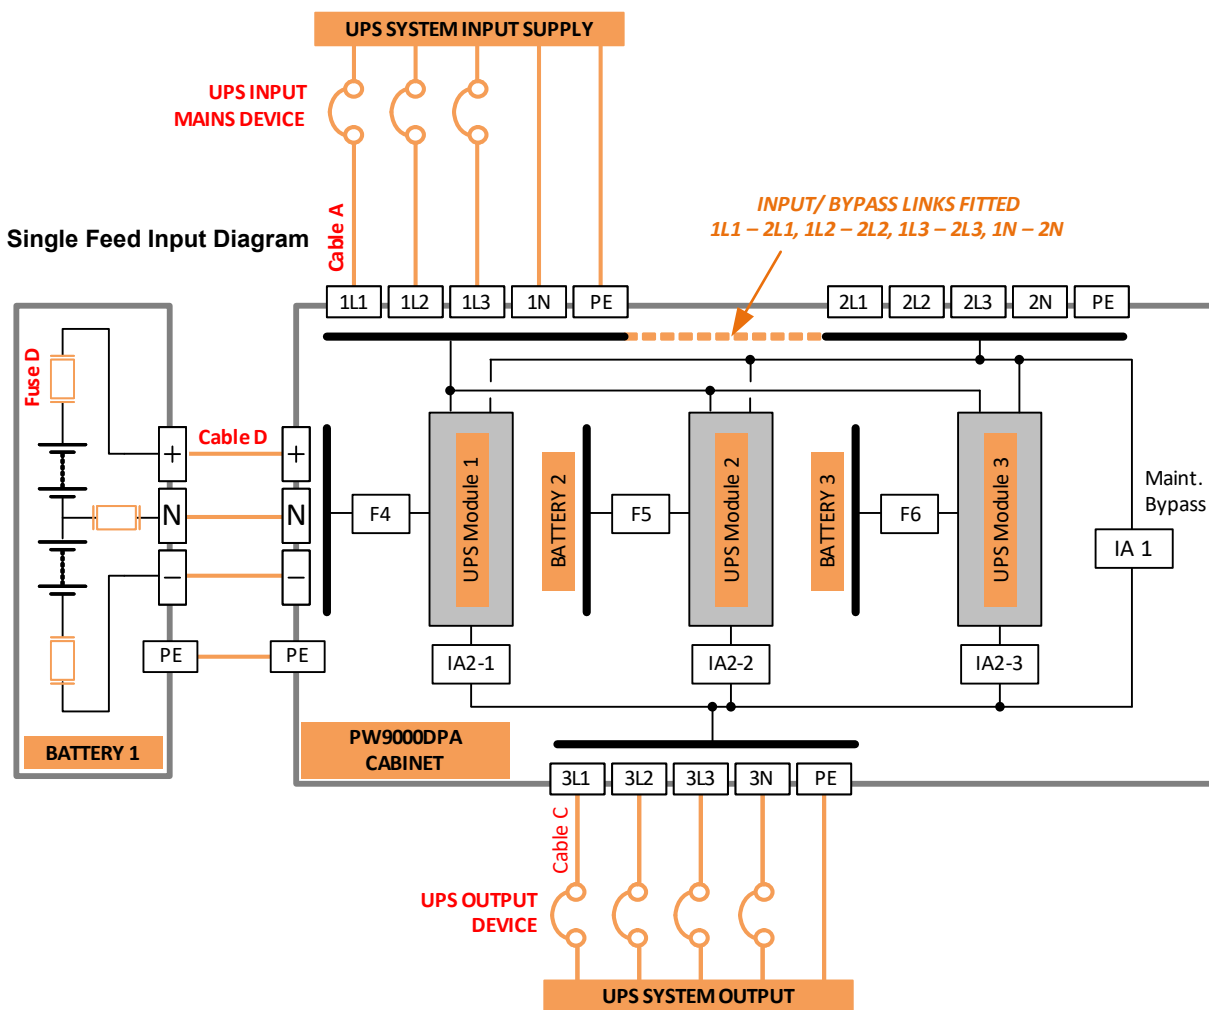 UPS SYSTEM INPUT SUPPLY
UPS INPUT
MAINS DEVICE
Cable A
INPUT/ BYPASS LINKS FITTED
1L1 – 2L1, 1L2 – 2L2, 1L3 – 2L3, 1N – 2N
Single Feed Input Diagram
1L1
1L2
1L3
1N
PE
2L1
2L2
2L3
2N
PE
Fuse D
Cable D
+
+
N
N
–
–
PE
PE
F4
UPS Module 1
BATTERY 2
F5
UPS Module 2
BATTERY 3
F6
UPS Module 3
Maint.
Bypass
IA 1
IA2-1
IA2-2
IA2-3
BATTERY 1
PW9000DPA
CABINET
3L1
3L2
3L3
3N
PE
Cable C
UPS OUTPUT
DEVICE
UPS SYSTEM OUTPUT